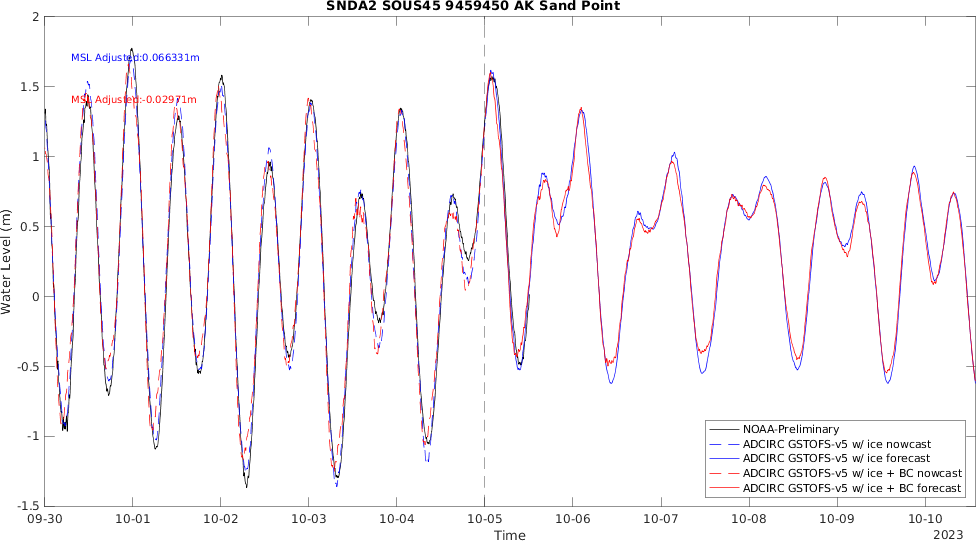 SNDA2 SOUS45 9459450 AK Sand Point
2
1.5
1
0.5
0
-0.5
-1
-1.5
Water Level (m)
MSL Adjusted:0.066331m
MSL Adjusted:-0.02971m
NOAA-Preliminary
ADCIRC GSTOFS-v5 w/ ice nowcast
ADCIRC GSTOFS-v5 w/ ice forecast
ADCIRC GSTOFS-v5 w/ ice + BC nowcast
ADCIRC GSTOFS-v5 w/ ice + BC forecast
09-30 10-01 10-02 10-03 10-04 10-05 10-06 10-07 10-08 10-09 10-10
Time
2023